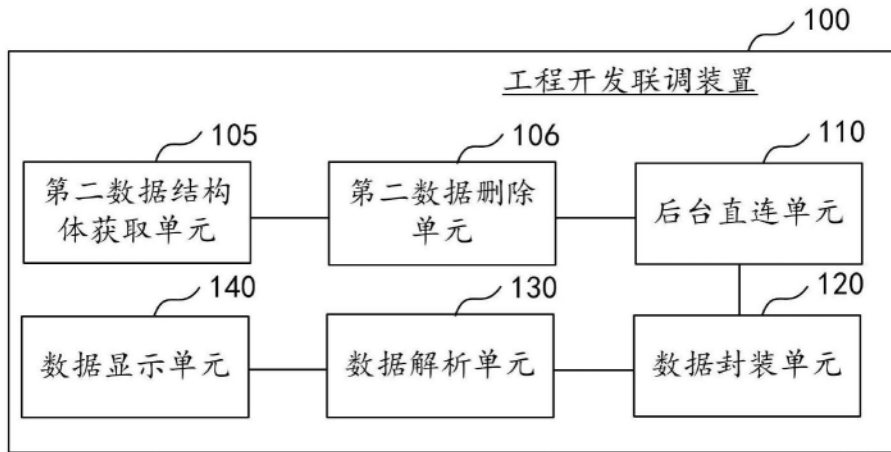 100
工程开发联调装置
105
第二数据结构
体获取单元
106
第二数据删除
单元
110
后台直连单元
140
数据显示单元
130
数据解析单元
120
数据封装单元